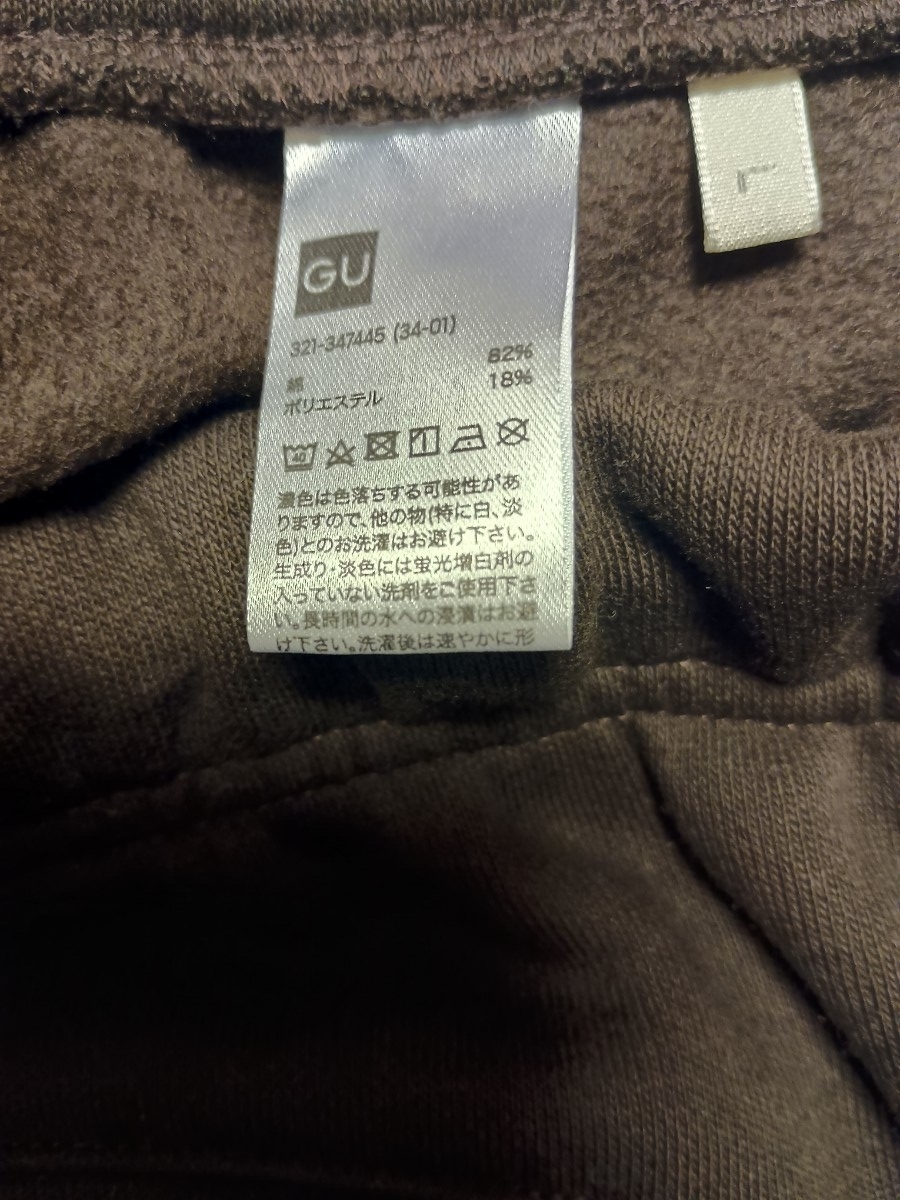 GU
321-347445 (34-01)
綿 82%
ポリエステル 18%
40
濃色は色落ちする可能性があ
りますので、他の物(特に白、淡
色)とのお洗濯はお避け下さい。
生成り・淡色には蛍光増白剤の
入っていない洗剤をご使用下さ
い。長時間の水への浸漬はお避
け下さい。洗濯後は速やかに形
L